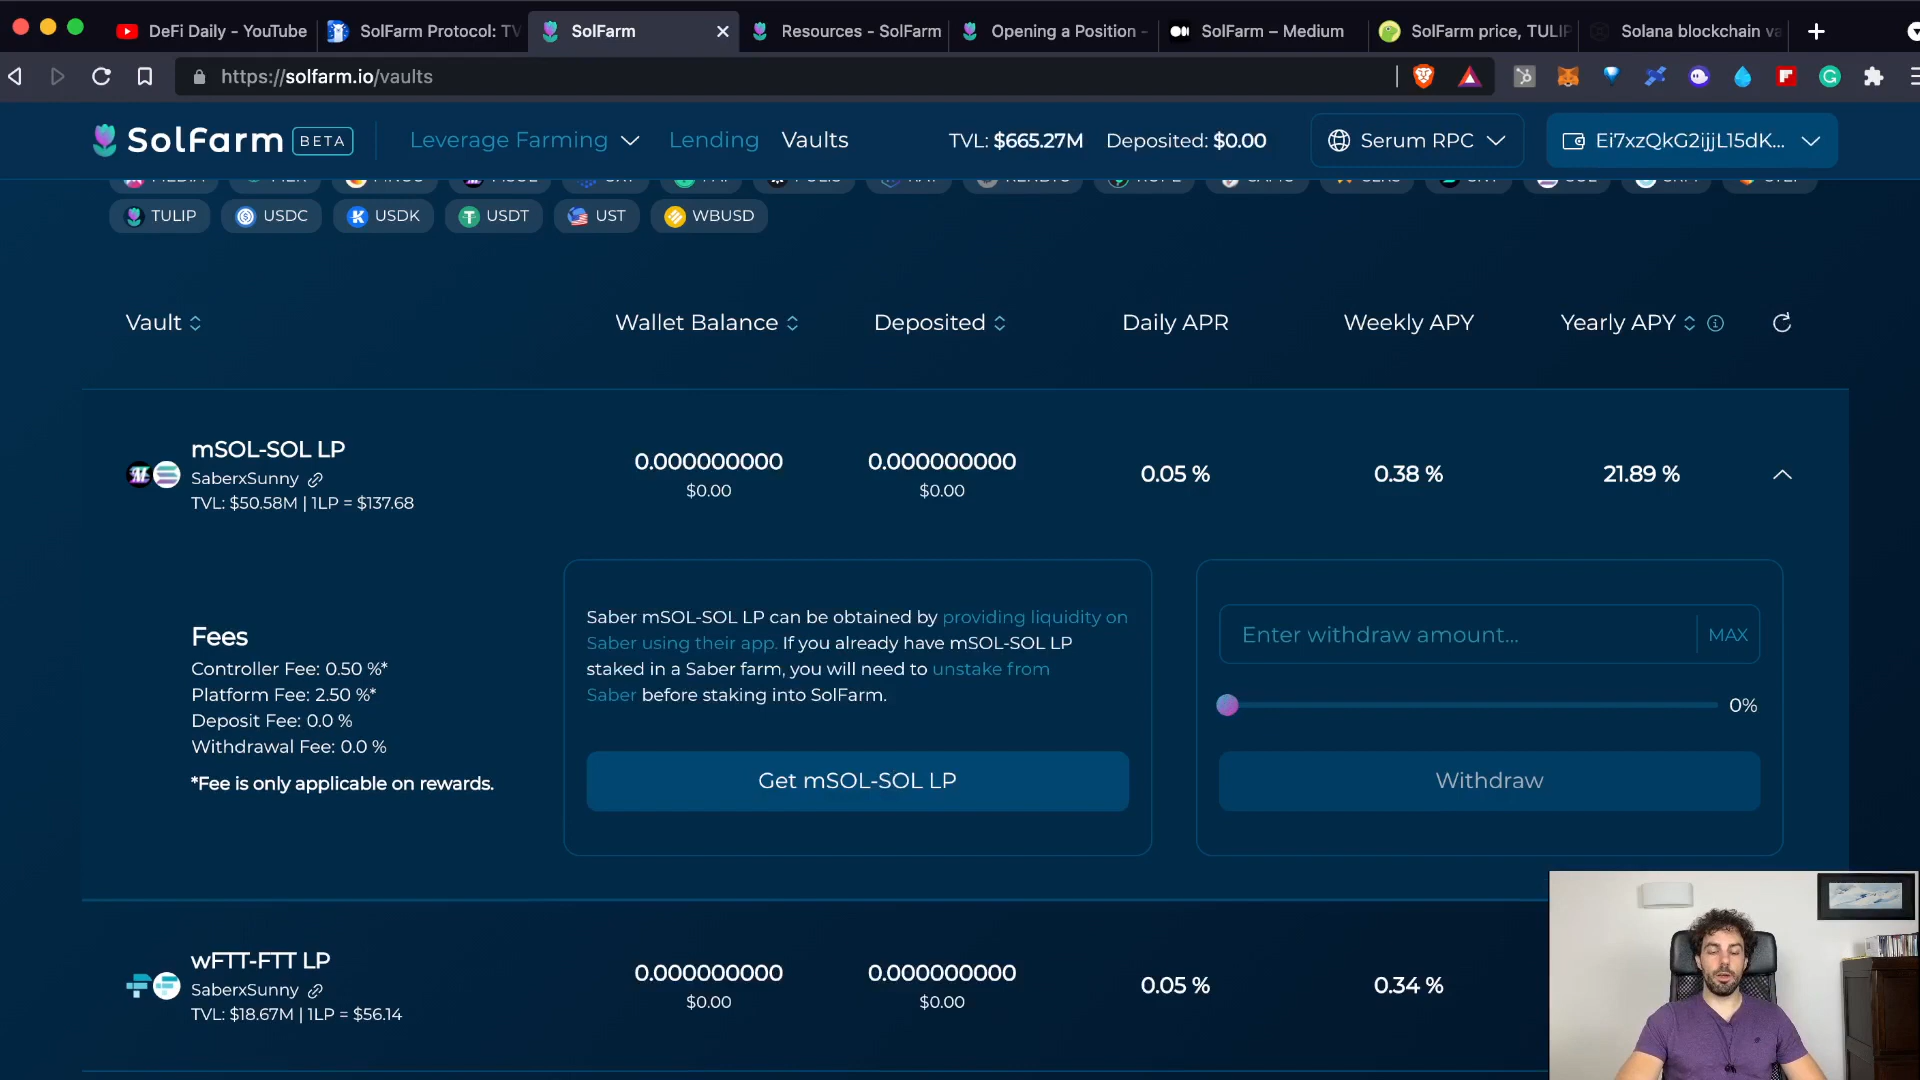 DeFi Daily - YouTube
SolFarm Protocol: TV
SolFarm
Resources - SolFarm
Opening a Position -
SolFarm – Medium
SolFarm price, TULIP
Solana blockchain va
https://solfarm.io/vaults
SolFarm BETA
Leverage Farming
Lending
Vaults
TVL: $665.27M
Deposited: $0.00
Serum RPC
Ei7xzQkG2ijjL15dK...
TULIP
USDC
USDK
USDT
UST
WBUSD
Vault
Wallet Balance
Deposited
Daily APR
Weekly APY
Yearly APY
mSOL-SOL LP
SaberxSunny
TVL: $50.58M | 1LP = $137.68
0.000000000
$0.00
0.000000000
$0.00
0.05 %
0.38 %
21.89 %
Fees
Controller Fee: 0.50 %*
Platform Fee: 2.50 %*
Deposit Fee: 0.0 %
Withdrawal Fee: 0.0 %
*Fee is only applicable on rewards.
Saber mSOL-SOL LP can be obtained by providing liquidity on
Saber using their app. If you already have mSOL-SOL LP
staked in a Saber farm, you will need to unstake from
Saber before staking into SolFarm.
Get mSOL-SOL LP
Enter withdraw amount...
MAX
0%
Withdraw
wFTT-FTT LP
SaberxSunny
TVL: $18.67M | 1LP = $56.14
0.000000000
$0.00
0.000000000
$0.00
0.05 %
0.34 %